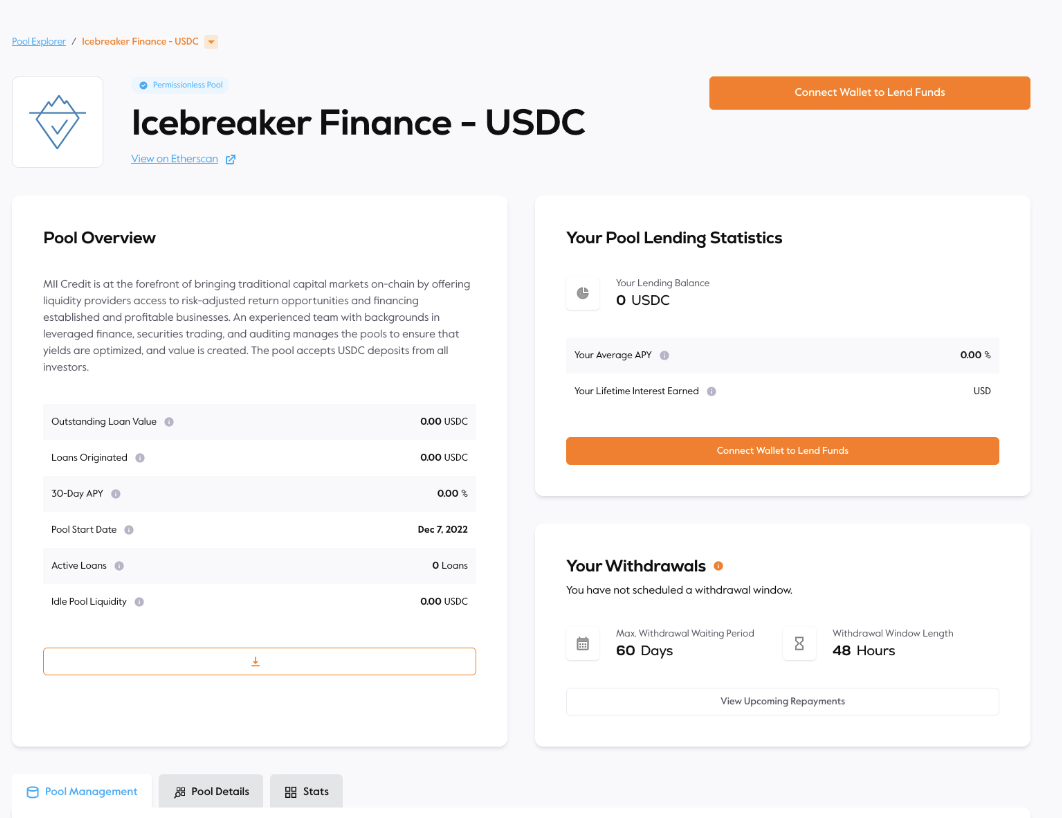 Pool Explorer / Icebreaker Finance - USDC
Permissionless Pool
Icebreaker Finance - USDC
View on Etherscan
Connect Wallet to Lend Funds
Pool Overview
MII Credit is at the forefront of bringing traditional capital markets on-chain by offering
liquidity providers access to risk-adjusted return opportunities and financing
established and profitable businesses. An experienced team with backgrounds in
leveraged finance, securities trading, and auditing manages the pools to ensure that
yields are optimized, and value is created. The pool accepts USDC deposits from all
investors.
Outstanding Loan Value 0.00 USDC
Loans Originated 0.00 USDC
30-Day APY 0.00 %
Pool Start Date Dec 7, 2022
Active Loans 0 Loans
Idle Pool Liquidity 0.00 USDC
Your Pool Lending Statistics
Your Lending Balance
0 USDC
Your Average APY 0.00 %
Your Lifetime Interest Earned USD
Connect Wallet to Lend Funds
Your Withdrawals
You have not scheduled a withdrawal window.
Max. Withdrawal Waiting Period
60 Days
Withdrawal Window Length
48 Hours
View Upcoming Repayments
Pool Management
Pool Details
Stats